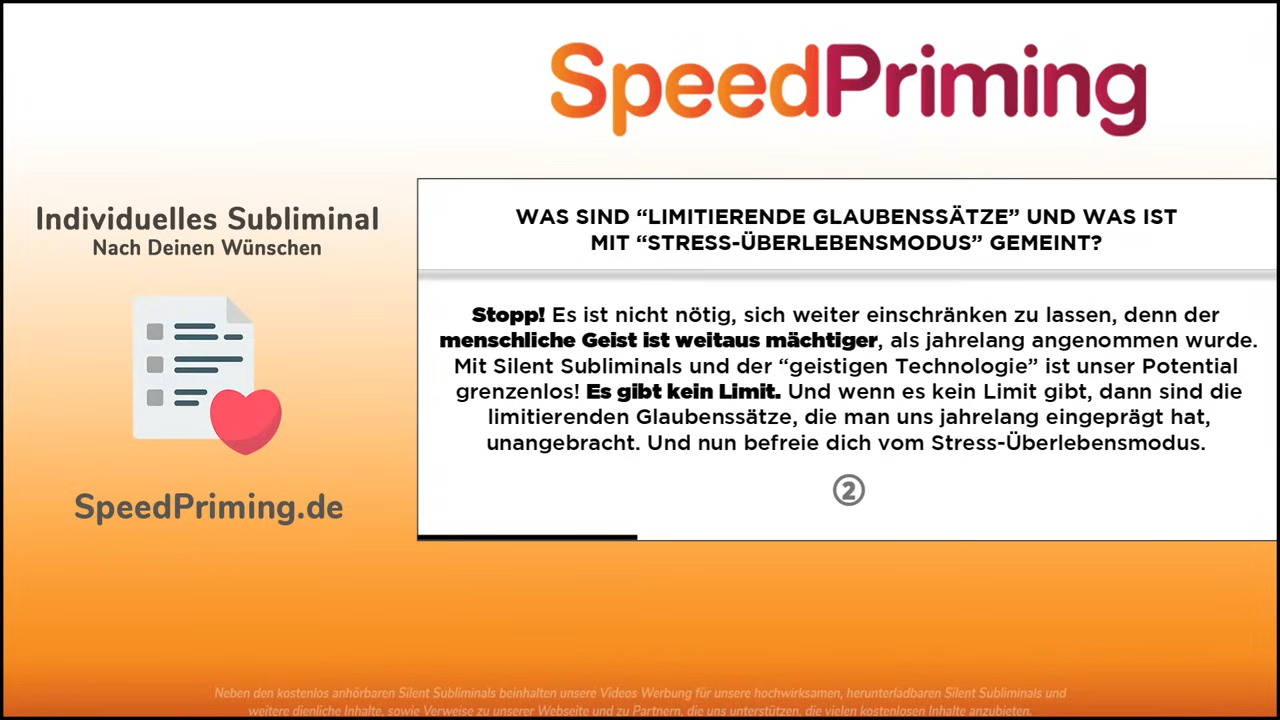 SpeedPriming
Individuelles Subliminal
Nach Deinen Wünschen
SpeedPriming.de
WAS SIND “LIMITIERENDE GLAUBENSSÄTZE” UND WAS IST
MIT “STRESS-ÜBERLEBENSMODUS” GEMEINT?
Stopp! Es ist nicht nötig, sich weiter einschränken zu lassen, denn der
menschliche Geist ist weitaus mächtiger, als jahrelang angenommen wurde.
Mit Silent Subliminals und der “geistigen Technologie” ist unser Potential
grenzenlos! Es gibt kein Limit. Und wenn es kein Limit gibt, dann sind die
limitierenden Glaubenssätze, die man uns jahrelang eingeprägt hat,
unangebracht. Und nun befreie dich vom Stress-Überlebensmodus.
2
Neben den kostenlos anhörbaren Silent Subliminals beinhalten unsere Videos Werbung für unsere hochwirksamen, herunterladbaren Silent Subliminals und
weitere dienliche Inhalte, sowie Verweise zu unserer Webseite und zu Partnern, die uns unterstützen, die vielen kostenlosen Inhalte anzubieten.